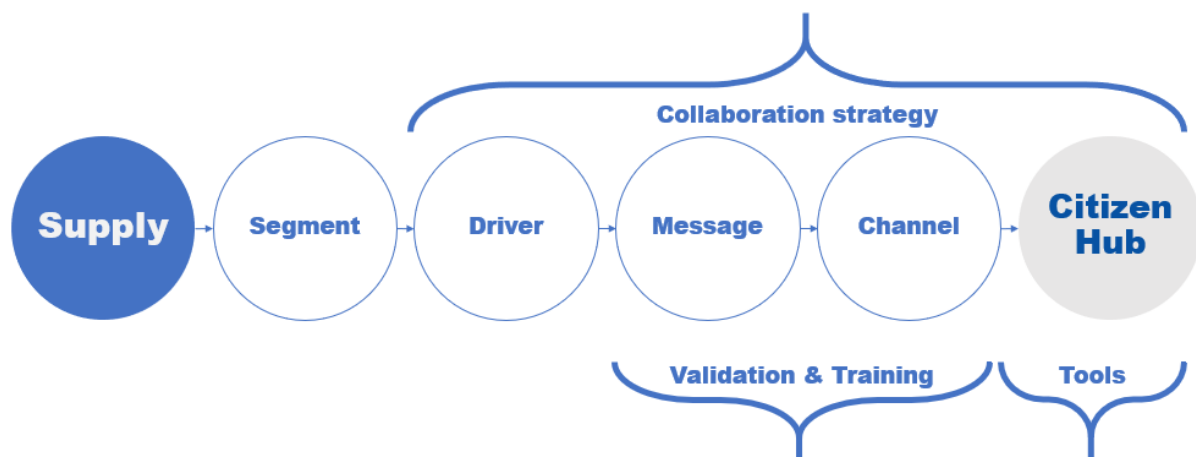 Collaboration strategy
Supply
Segment
Driver
Message
Channel
Citizen
Hub
Validation & Training
Tools